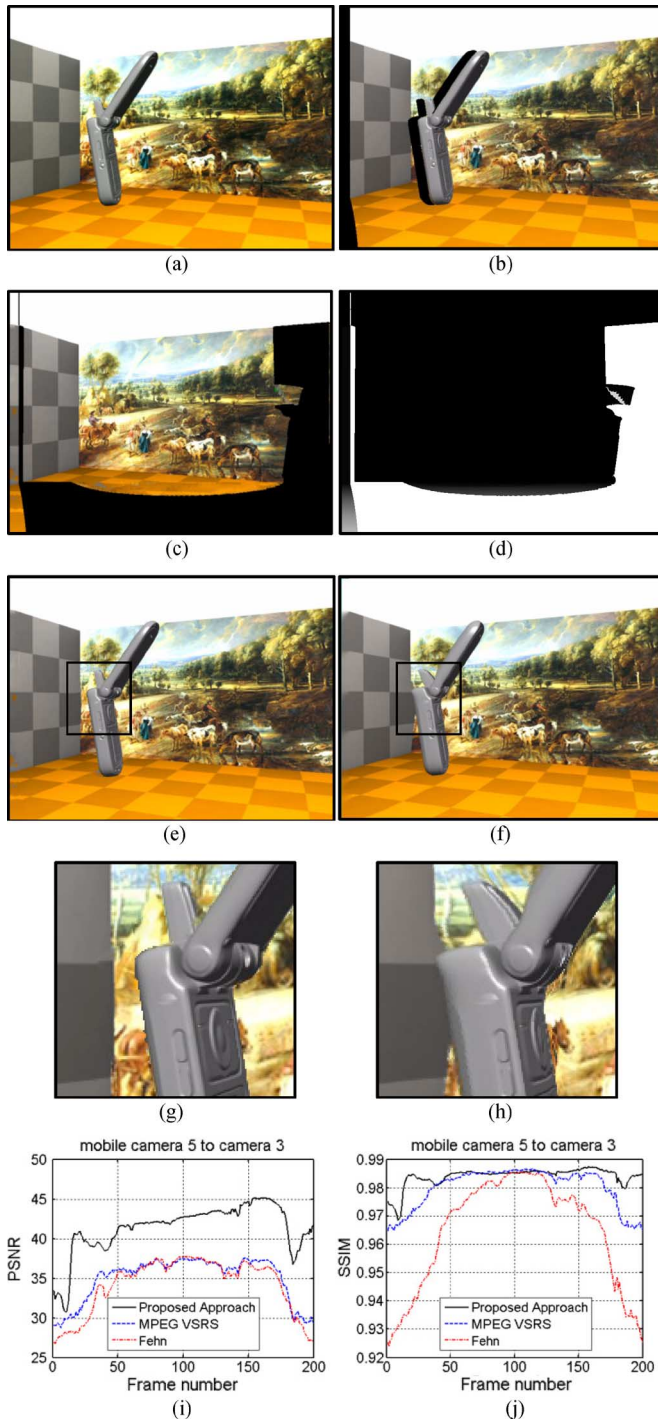 (a)
(b)
(c)
(d)
(e)
(f)
(g)
(h)
mobile camera 5 to camera 3
50
45
40
35
30
25
PSNR
Proposed Approach
MPEG VSRS
Fehn
0 50 100 150 200
Frame number
(i)
mobile camera 5 to camera 3
0.99
0.98
0.97
0.96
0.95
0.94
0.93
0.92
SSIM
Proposed Approach
MPEG VSRS
Fehn
0 50 100 150 200
Frame number
(j)